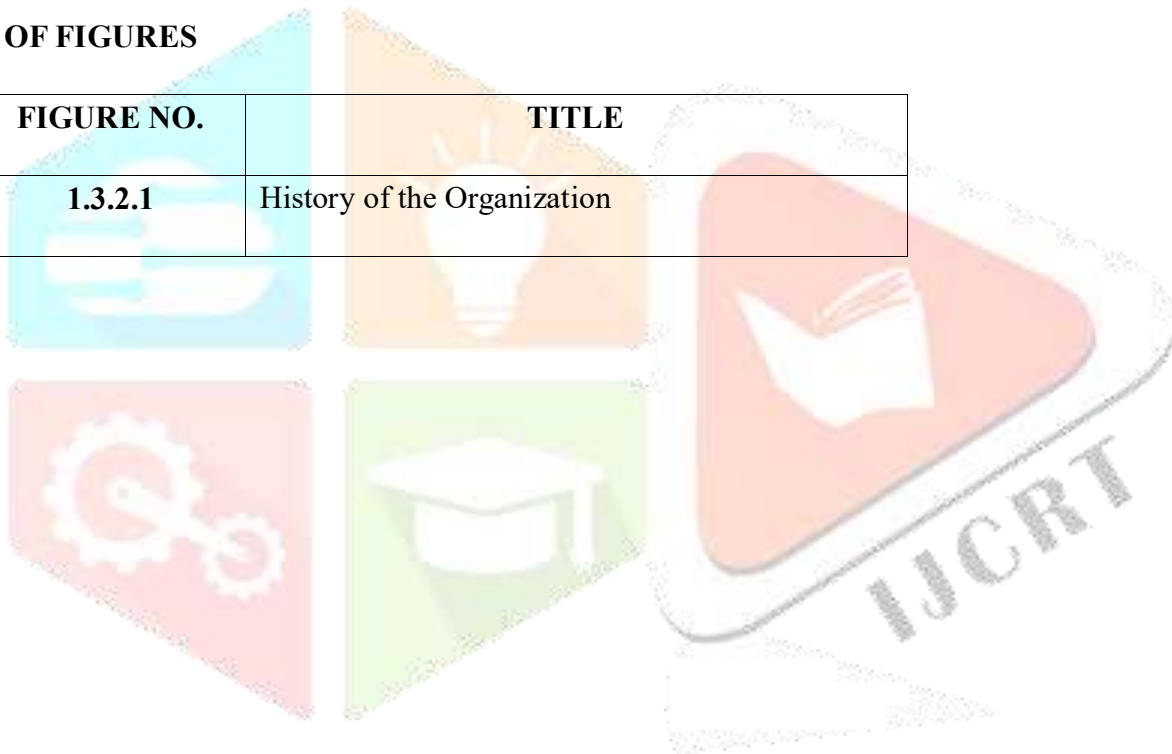 OF FIGURES
FIGURE NO. TITLE
1.3.2.1 History of the Organization
IJCRT